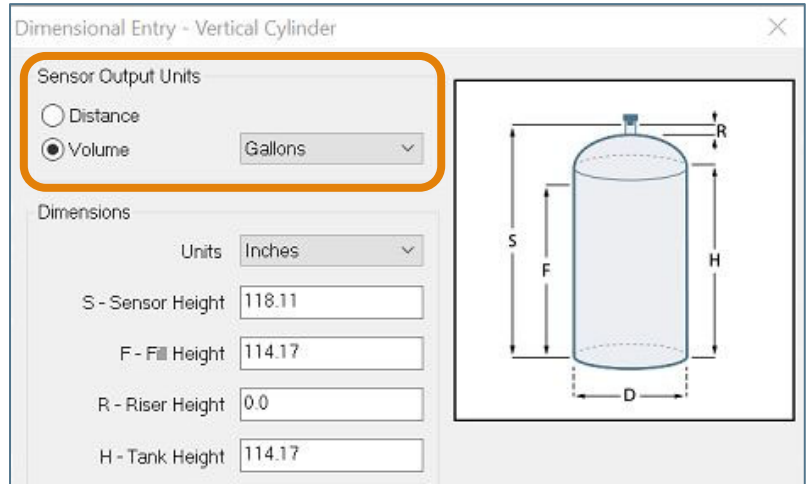 Dimensional Entry - Vertical Cylinder
Sensor Output Units
Distance
Volume Gallons
Dimensions
Units Inches
S - Sensor Height 118.11
F - Fill Height 114.17
R - Riser Height 0.0
H - Tank Height 114.17
R
S
F
H
D